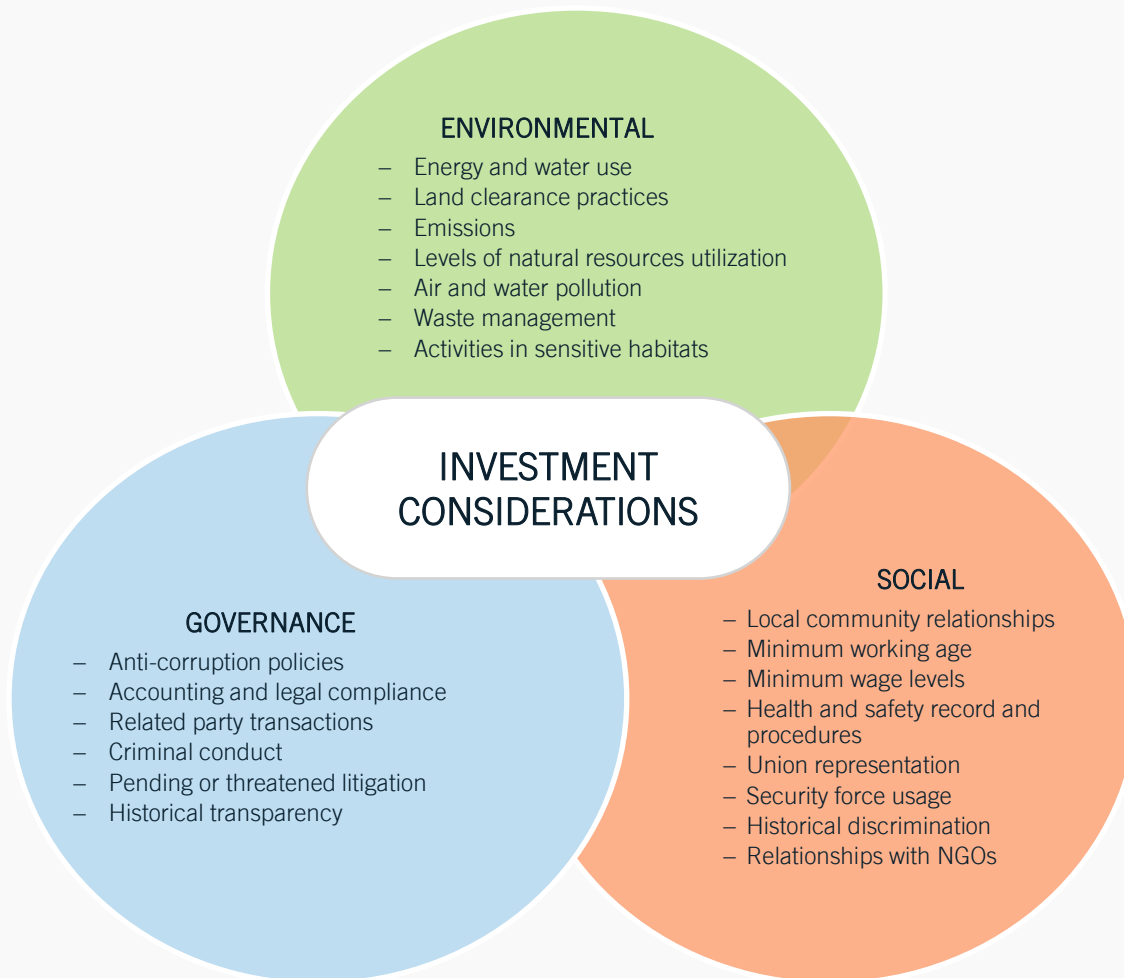 ENVIRONMENTAL
– Energy and water use
– Land clearance practices
– Emissions
– Levels of natural resources utilization
– Air and water pollution
– Waste management
– Activities in sensitive habitats
INVESTMENT
CONSIDERATIONS
GOVERNANCE
– Anti-corruption policies
– Accounting and legal compliance
– Related party transactions
– Criminal conduct
– Pending or threatened litigation
– Historical transparency
SOCIAL
– Local community relationships
– Minimum working age
– Minimum wage levels
– Health and safety record and
procedures
– Union representation
– Security force usage
– Historical discrimination
– Relationships with NGOs